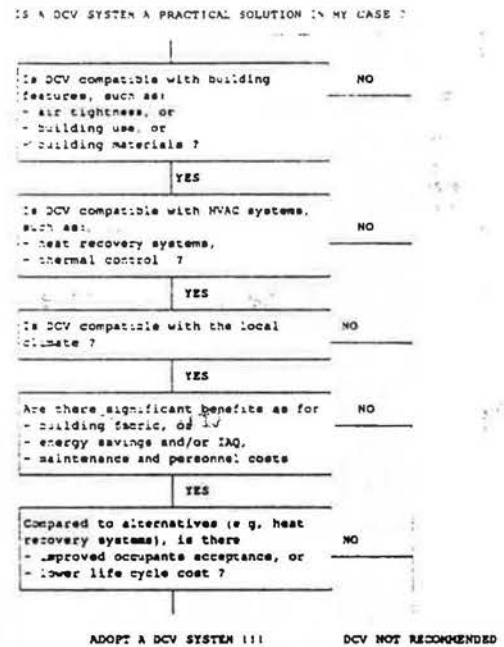 IS A DCV SYSTEM A PRACTICAL SOLUTION IN MY CASE ?
Is DCV compatible with building
features, such as:
- air tightness, or
- building use, or
- building materials ?
NO
YES
Is DCV compatible with HVAC systems,
such as:
- heat recovery systems,
- thermal control ?
NO
YES
Is DCV compatible with the local
climate ?
NO
YES
Are there significant benefits as for
- building fabric, or
- energy savings and/or IAQ,
- maintenance and personnel costs
NO
YES
Compared to alternatives (e g, heat
recovery systems), is there
- improved occupants acceptance, or
- lower life cycle cost ?
NO
ADOPT A DCV SYSTEM !!!
DCV NOT RECOMMENDED